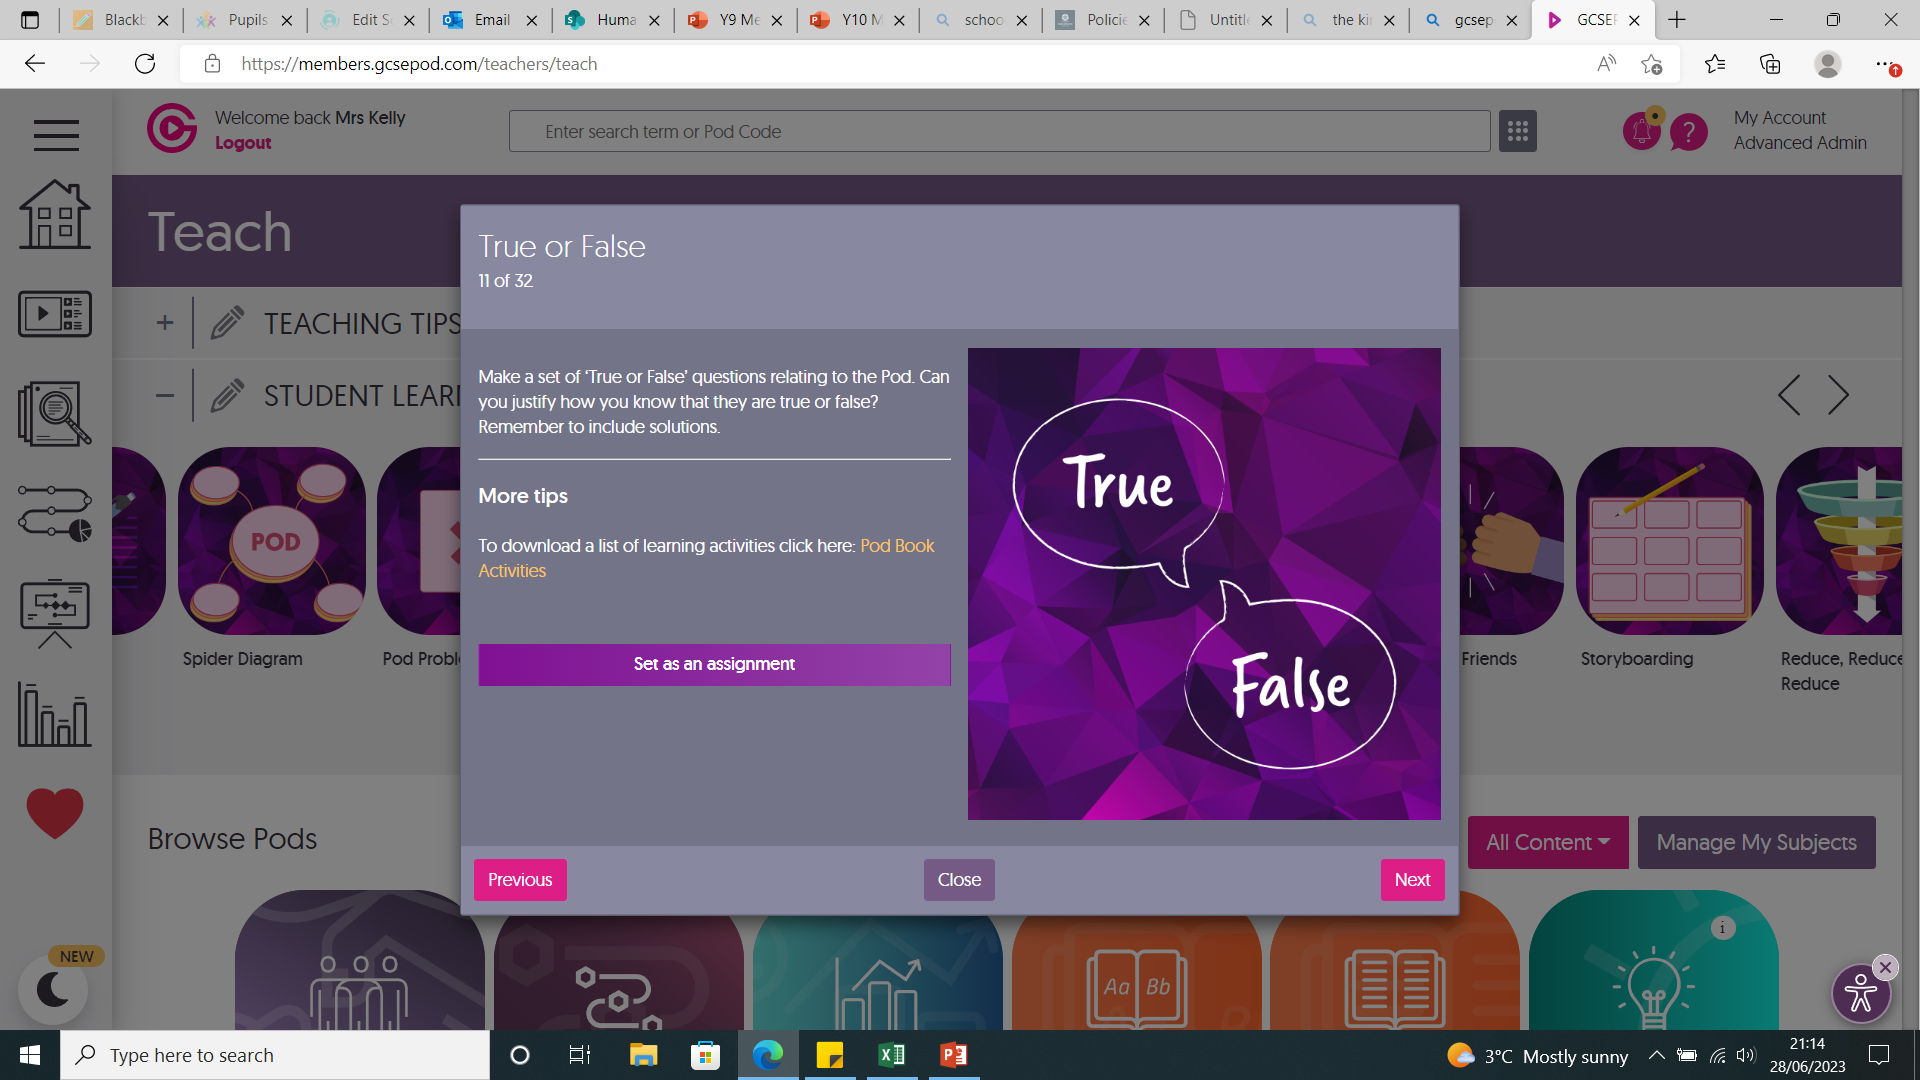 Blackb
Pupils
Edit S
Email
Huma
Y9 Me
Y10 M
schoo
Policie
Untitle
the kin
gcsep
GCSEP
https://members.gcsepod.com/teachers/teach
Welcome back Mrs Kelly
Logout
Enter search term or Pod Code
?
My Account
Advanced Admin
Teach
True or False
11 of 32
TEACHING TIPS
STUDENT LEARN
Make a set of ‘True or False’ questions relating to the Pod. Can
you justify how you know that they are true or false?
Remember to include solutions.
More tips
To download a list of learning activities click here: Pod Book
Activities
Set as an assignment
True
False
POD
Spider Diagram
Pod Proble
Friends
Storyboarding
Reduce, Reduce
Reduce
Browse Pods
All Content
Manage My Subjects
Previous
Close
Next
NEW
i
Aa Bb
Type here to search
3°C Mostly sunny
21:14
28/06/2023